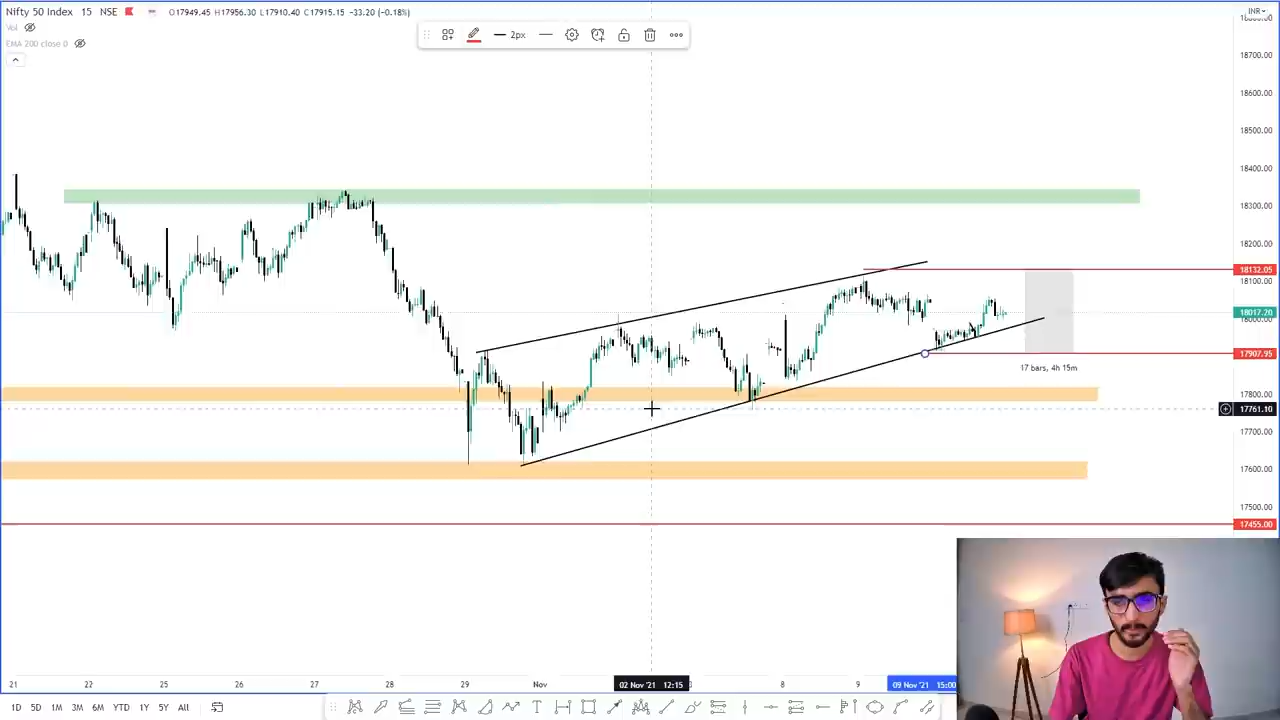 Nifty 50 Index 15 NSE O17949.45 H17956.30 L17910.40 C17915.15 -33.20 (-0.18%)
Vol
EMA 200 close 0
2px
INR
18800.00
18700.00
18600.00
18500.00
18400.00
18300.00
18200.00
18132.05
18100.00
18017.20
18000.00
17907.95
17 bars, 4h 15m
17800.00
17761.10
17700.00
17600.00
17500.00
17455.00
21 22 25 26 27 28 29 Nov 02 Nov '21 12:15 3 8 9 09 Nov '21 15:00
1D 5D 1M 3M 6M YTD 1Y 5Y All